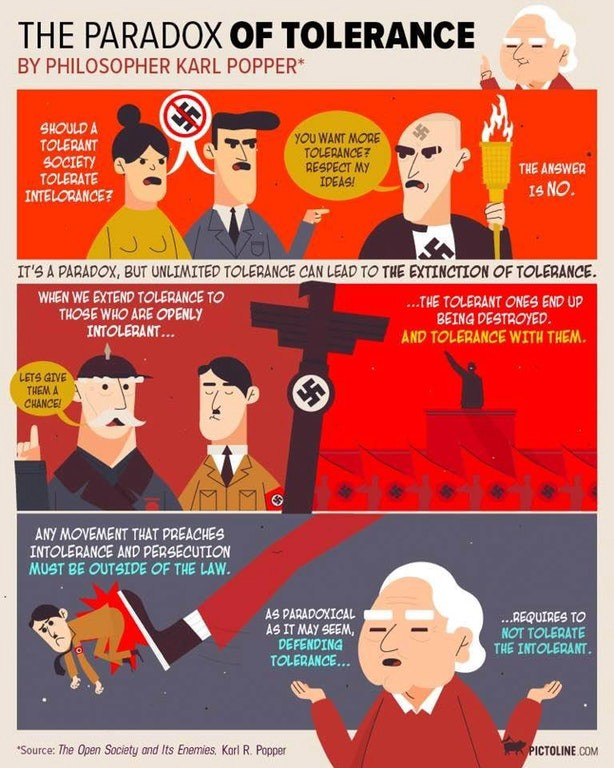 THE PARADOX OF TOLERANCE
BY PHILOSOPHER KARL POPPER*
SHOULD A
TOLERANT
SOCIETY
TOLERATE
INTELORANCE?
YOU WANT MORE
TOLERANCE?
RESPECT MY
IDEAS!
THE ANSWER
IS NO.
IT'S A PARADOX, BUT UNLIMITED TOLERANCE CAN LEAD TO THE EXTINCTION OF TOLERANCE.
WHEN WE EXTEND TOLERANCE TO
THOSE WHO ARE OPENLY
INTOLERANT...
LETS GIVE
THEM A
CHANCE!
...THE TOLERANT ONES END UP
BEING DESTROYED.
AND TOLERANCE WITH THEM.
ANY MOVEMENT THAT PREACHES
INTOLERANCE AND PERSECUTION
MUST BE OUTSIDE OF THE LAW.
AS PARADOXICAL
AS IT MAY SEEM,
DEFENDING
TOLERANCE...
...REQUIRES TO
NOT TOLERATE
THE INTOLERANT.
*Source: The Open Society and Its Enemies, Karl R. Popper
PICTOLINE.COM